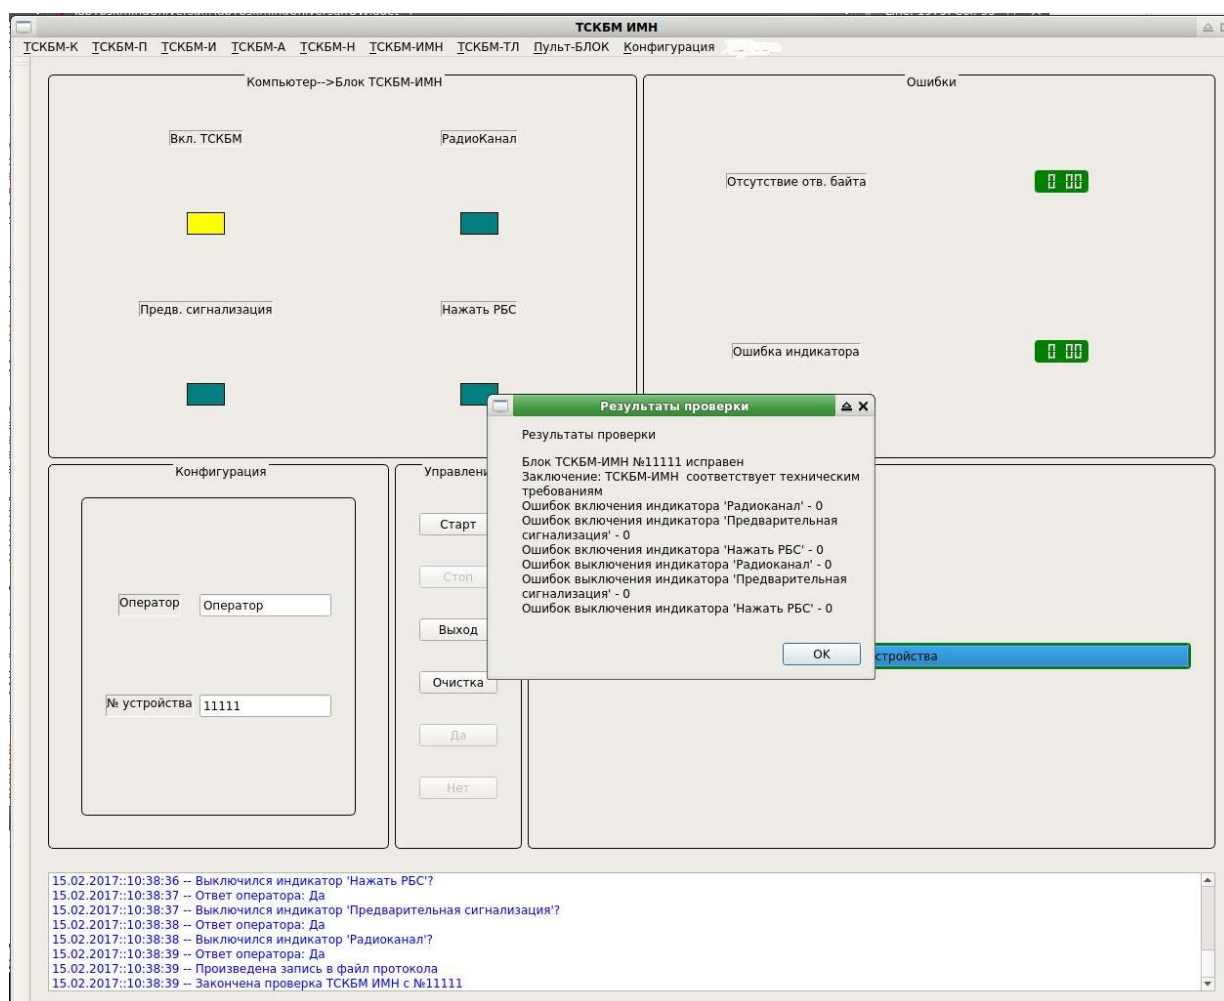 ТСКБМ ИМН
ТСКБМ-К ТСКБМ-П ТСКБМ-И ТСКБМ-А ТСКБМ-Н ТСКБМ-ИМН ТСКБМ-ТЛ Пульт-БЛОК Конфигурация
Компьютер-->Блок ТСКБМ-ИМН
Вкл. ТСКБМ
РадиоКанал
Предв. сигнализация
Нажать РБС
Ошибки
Отсутствие отв. байта
0 00
Ошибка индикатора
0 00
Результаты проверки
Результаты проверки
Блок ТСКБМ-ИМН №11111 исправен
Заключение: ТСКБМ-ИМН соответствует техническим
требованиям
Ошибок включения индикатора 'Радиоканал' - 0
Ошибок включения индикатора 'Предварительная
сигнализация' - 0
Ошибок включения индикатора 'Нажать РБС' - 0
Ошибок выключения индикатора 'Радиоканал' - 0
Ошибок выключения индикатора 'Предварительная
сигнализация' - 0
Ошибок выключения индикатора 'Нажать РБС' - 0
OK
Конфигурация
Оператор Оператор
№ устройства 11111
Управлени
Старт
Стоп
Выход
Очистка
Да
Нет
стройства
15.02.2017::10:38:36 -- Выключился индикатор 'Нажать РБС'?
15.02.2017::10:38:37 -- Ответ оператора: Да
15.02.2017::10:38:37 -- Выключился индикатор 'Предварительная сигнализация'?
15.02.2017::10:38:38 -- Ответ оператора: Да
15.02.2017::10:38:38 -- Выключился индикатор 'Радиоканал'?
15.02.2017::10:38:39 -- Ответ оператора: Да
15.02.2017::10:38:39 -- Произведена запись в файл протокола
15.02.2017::10:38:39 -- Закончена проверка ТСКБМ ИМН с №11111